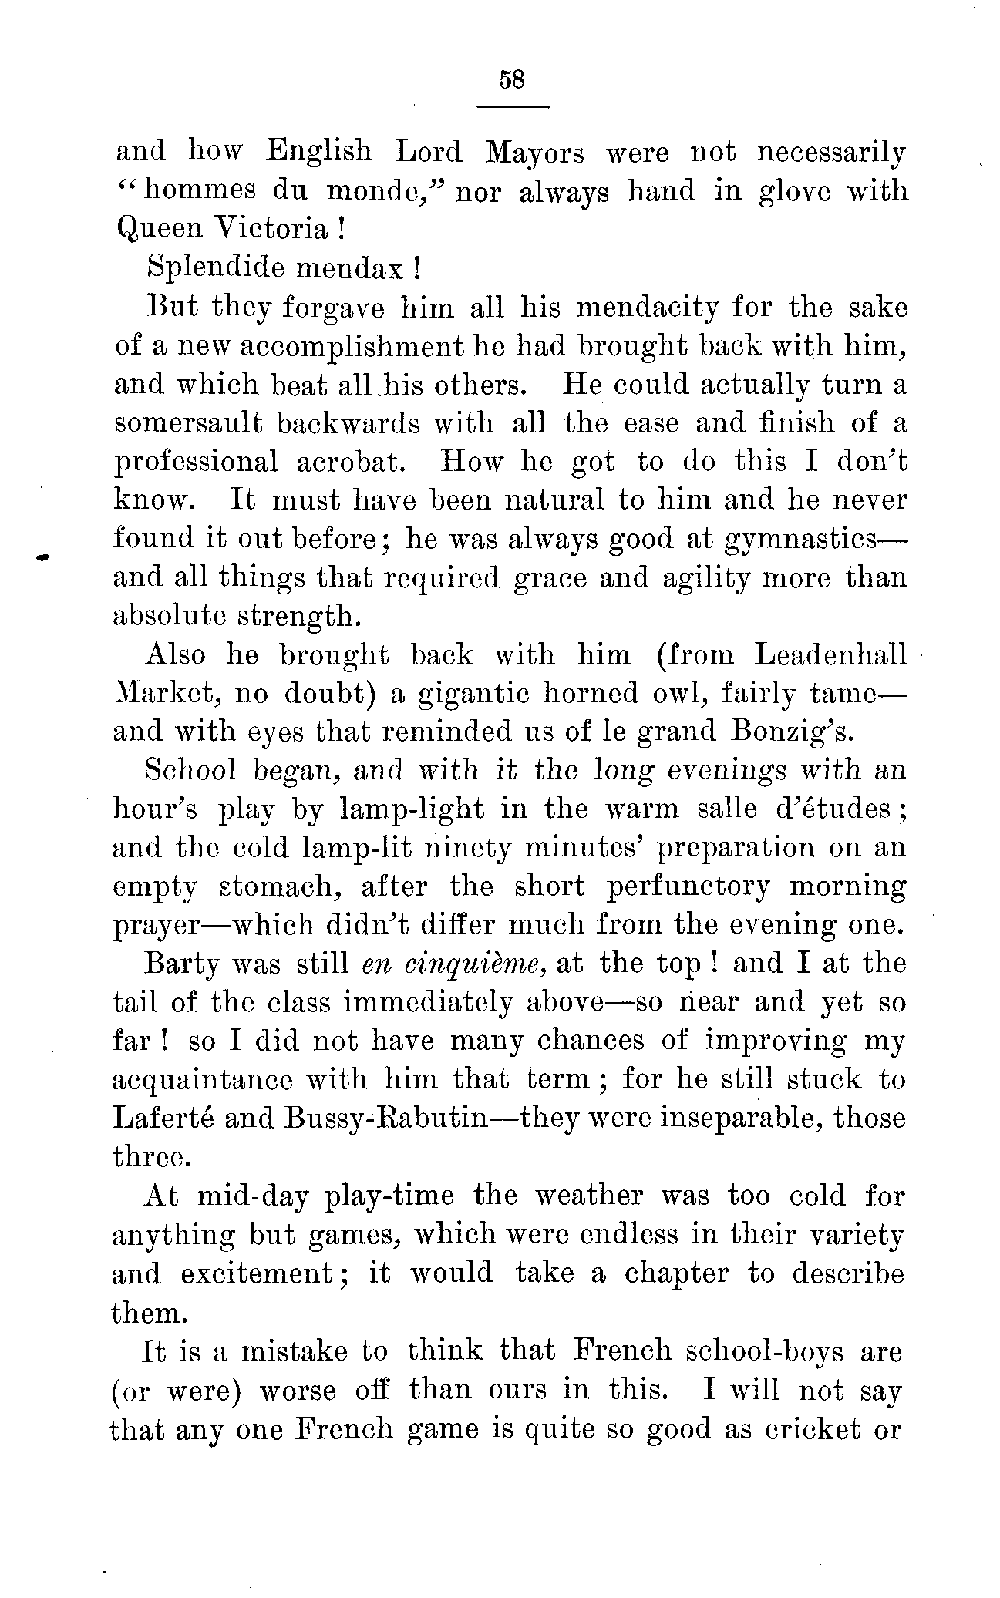 58
and how English Lord Mayors were not necessarily
“hommes du monde,” nor always hand in glove with
Queen Victoria !
Splendide mendax !
But they forgave him all his mendacity for the sake
of a new accomplishment he had brought back with him,
and which beat all his others. He could actually turn a
somersault backwards with all the ease and finish of a
professional acrobat. How he got to do this I don't
know. It must have been natural to him and he never
found it out before; he was always good at gymnastics—
and all things that required grace and agility more than
absolute strength.
Also he brought back with him (from Leadenhall
Market, no doubt) a gigantic horned owl, fairly tame—
and with eyes that reminded us of le grand Bonzig's.
School began, and with it the long evenings with an
hour's play by lamp-light in the warm salle d'études ;
and the cold lamp-lit ninety minutes' preparation on an
empty stomach, after the short perfunctory morning
prayer—which didn't differ much from the evening one.
Barty was still en cinquième, at the top ! and I at the
tail of the class immediately above—so near and yet so
far ! so I did not have many chances of improving my
acquaintance with him that term ; for he still stuck to
Laferté and Bussy-Rabutin—they were inseparable, those
three.
At mid-day play-time the weather was too cold for
anything but games, which were endless in their variety
and excitement ; it would take a chapter to describe
them.
It is a mistake to think that French school-boys are
(or were) worse off than ours in this. I will not say
that any one French game is quite so good as cricket or